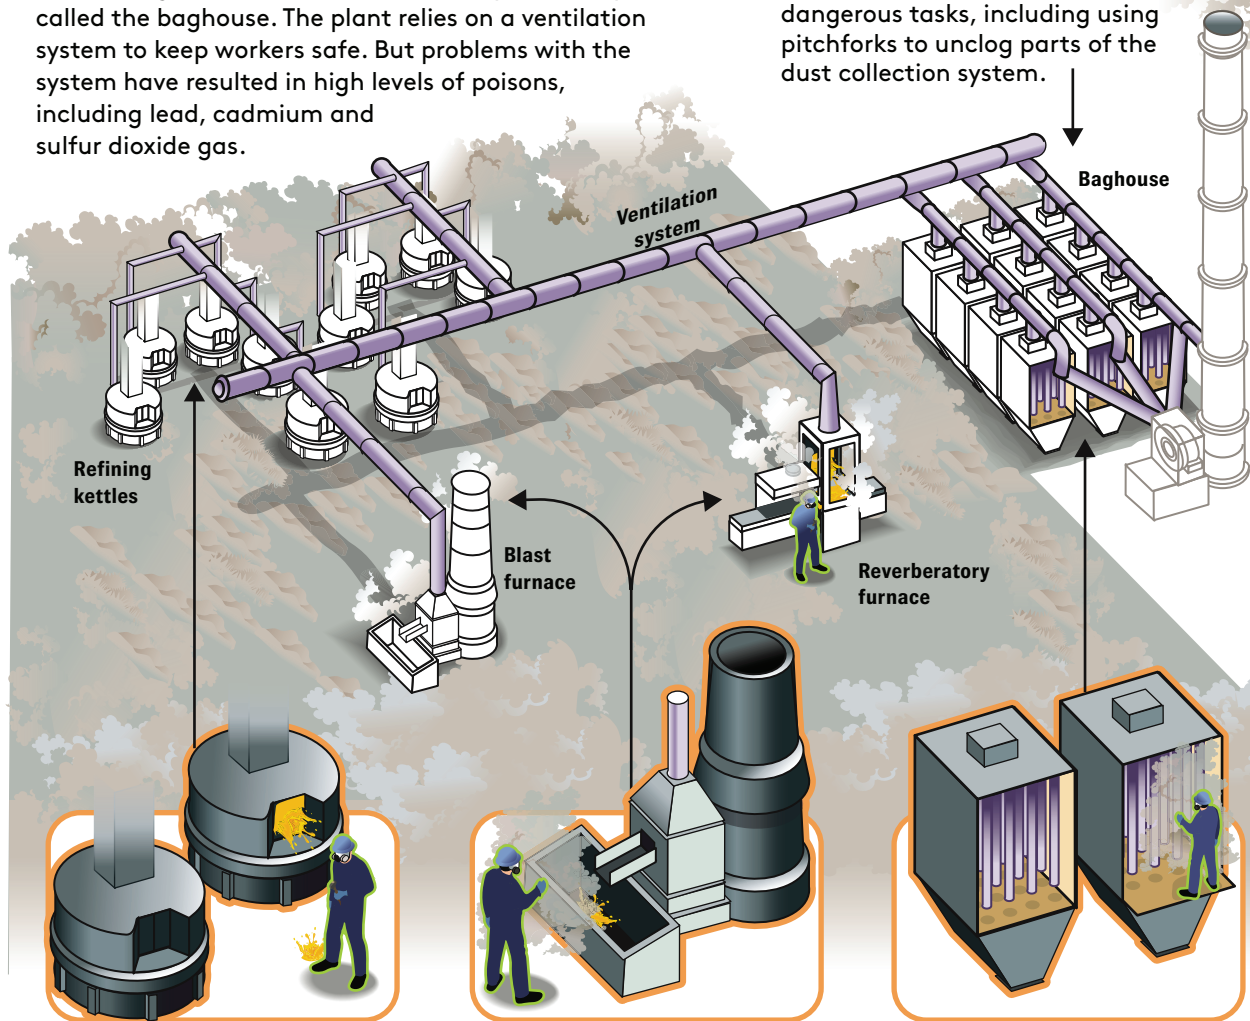 called the baghouse. The plant relies on a ventilation
system to keep workers safe. But problems with the
system have resulted in high levels of poisons,
including lead, cadmium and
sulfur dioxide gas.
dangerous tasks, including using
pitchforks to unclog parts of the
dust collection system.
Baghouse
Ventilation
system
Refining
kettles
Blast
furnace
Reverberatory
furnace